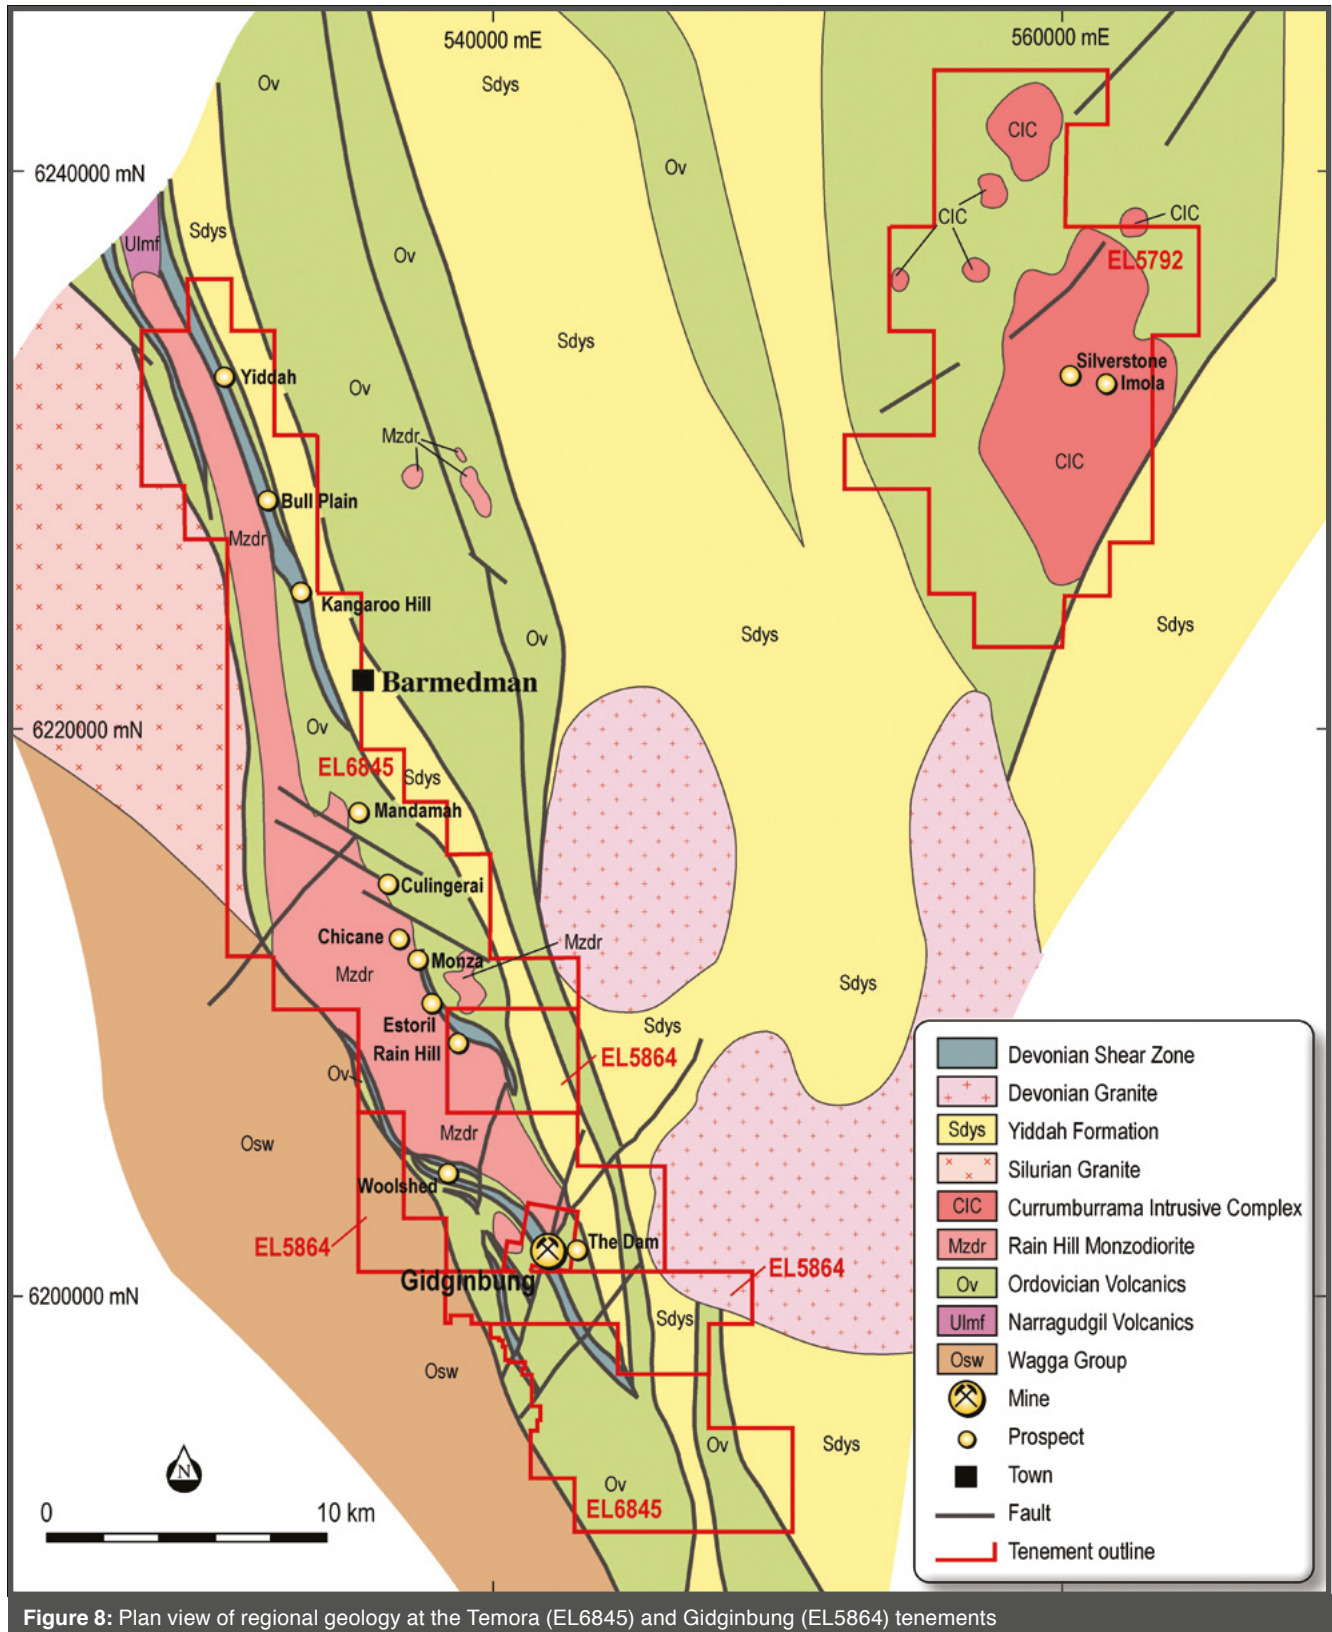 540000 mE
560000 mE
Ov
Sdys
CIC
Ov
6240000 mN
CIC
CIC
Sdys
Ulmf
Ov
EL5792
Sdys
Silverstone
Imola
Yiddah
Ov
Mzdr
CIC
Bull Plain
Mzdr
Kangaroo Hill
Ov
Sdys
Sdys
Barmedman
6220000 mN
Ov
EL6845
Sdys
Mandamah
Culingerai
Chicane
Monza
Mzdr
Mzdr
Sdys
Estoril
Sdys
Rain Hill
EL5864
Ov
Mzdr
Osw
Woolshed
EL5864
The Dam
Gidginbung
EL5864
6200000 mN
Sdys
Osw
Ov
Sdys
Ov
EL6845
N
0
10 km
Devonian Shear Zone
Devonian Granite
Sdys Yiddah Formation
Silurian Granite
CIC Currumburrama Intrusive Complex
Mzdr Rain Hill Monzodiorite
Ov Ordovician Volcanics
Ulmf Narragudgil Volcanics
Osw Wagga Group
Mine
Prospect
Town
Fault
Tenement outline
Figure 8: Plan view of regional geology at the Temora (EL6845) and Gidginbung (EL5864) tenements